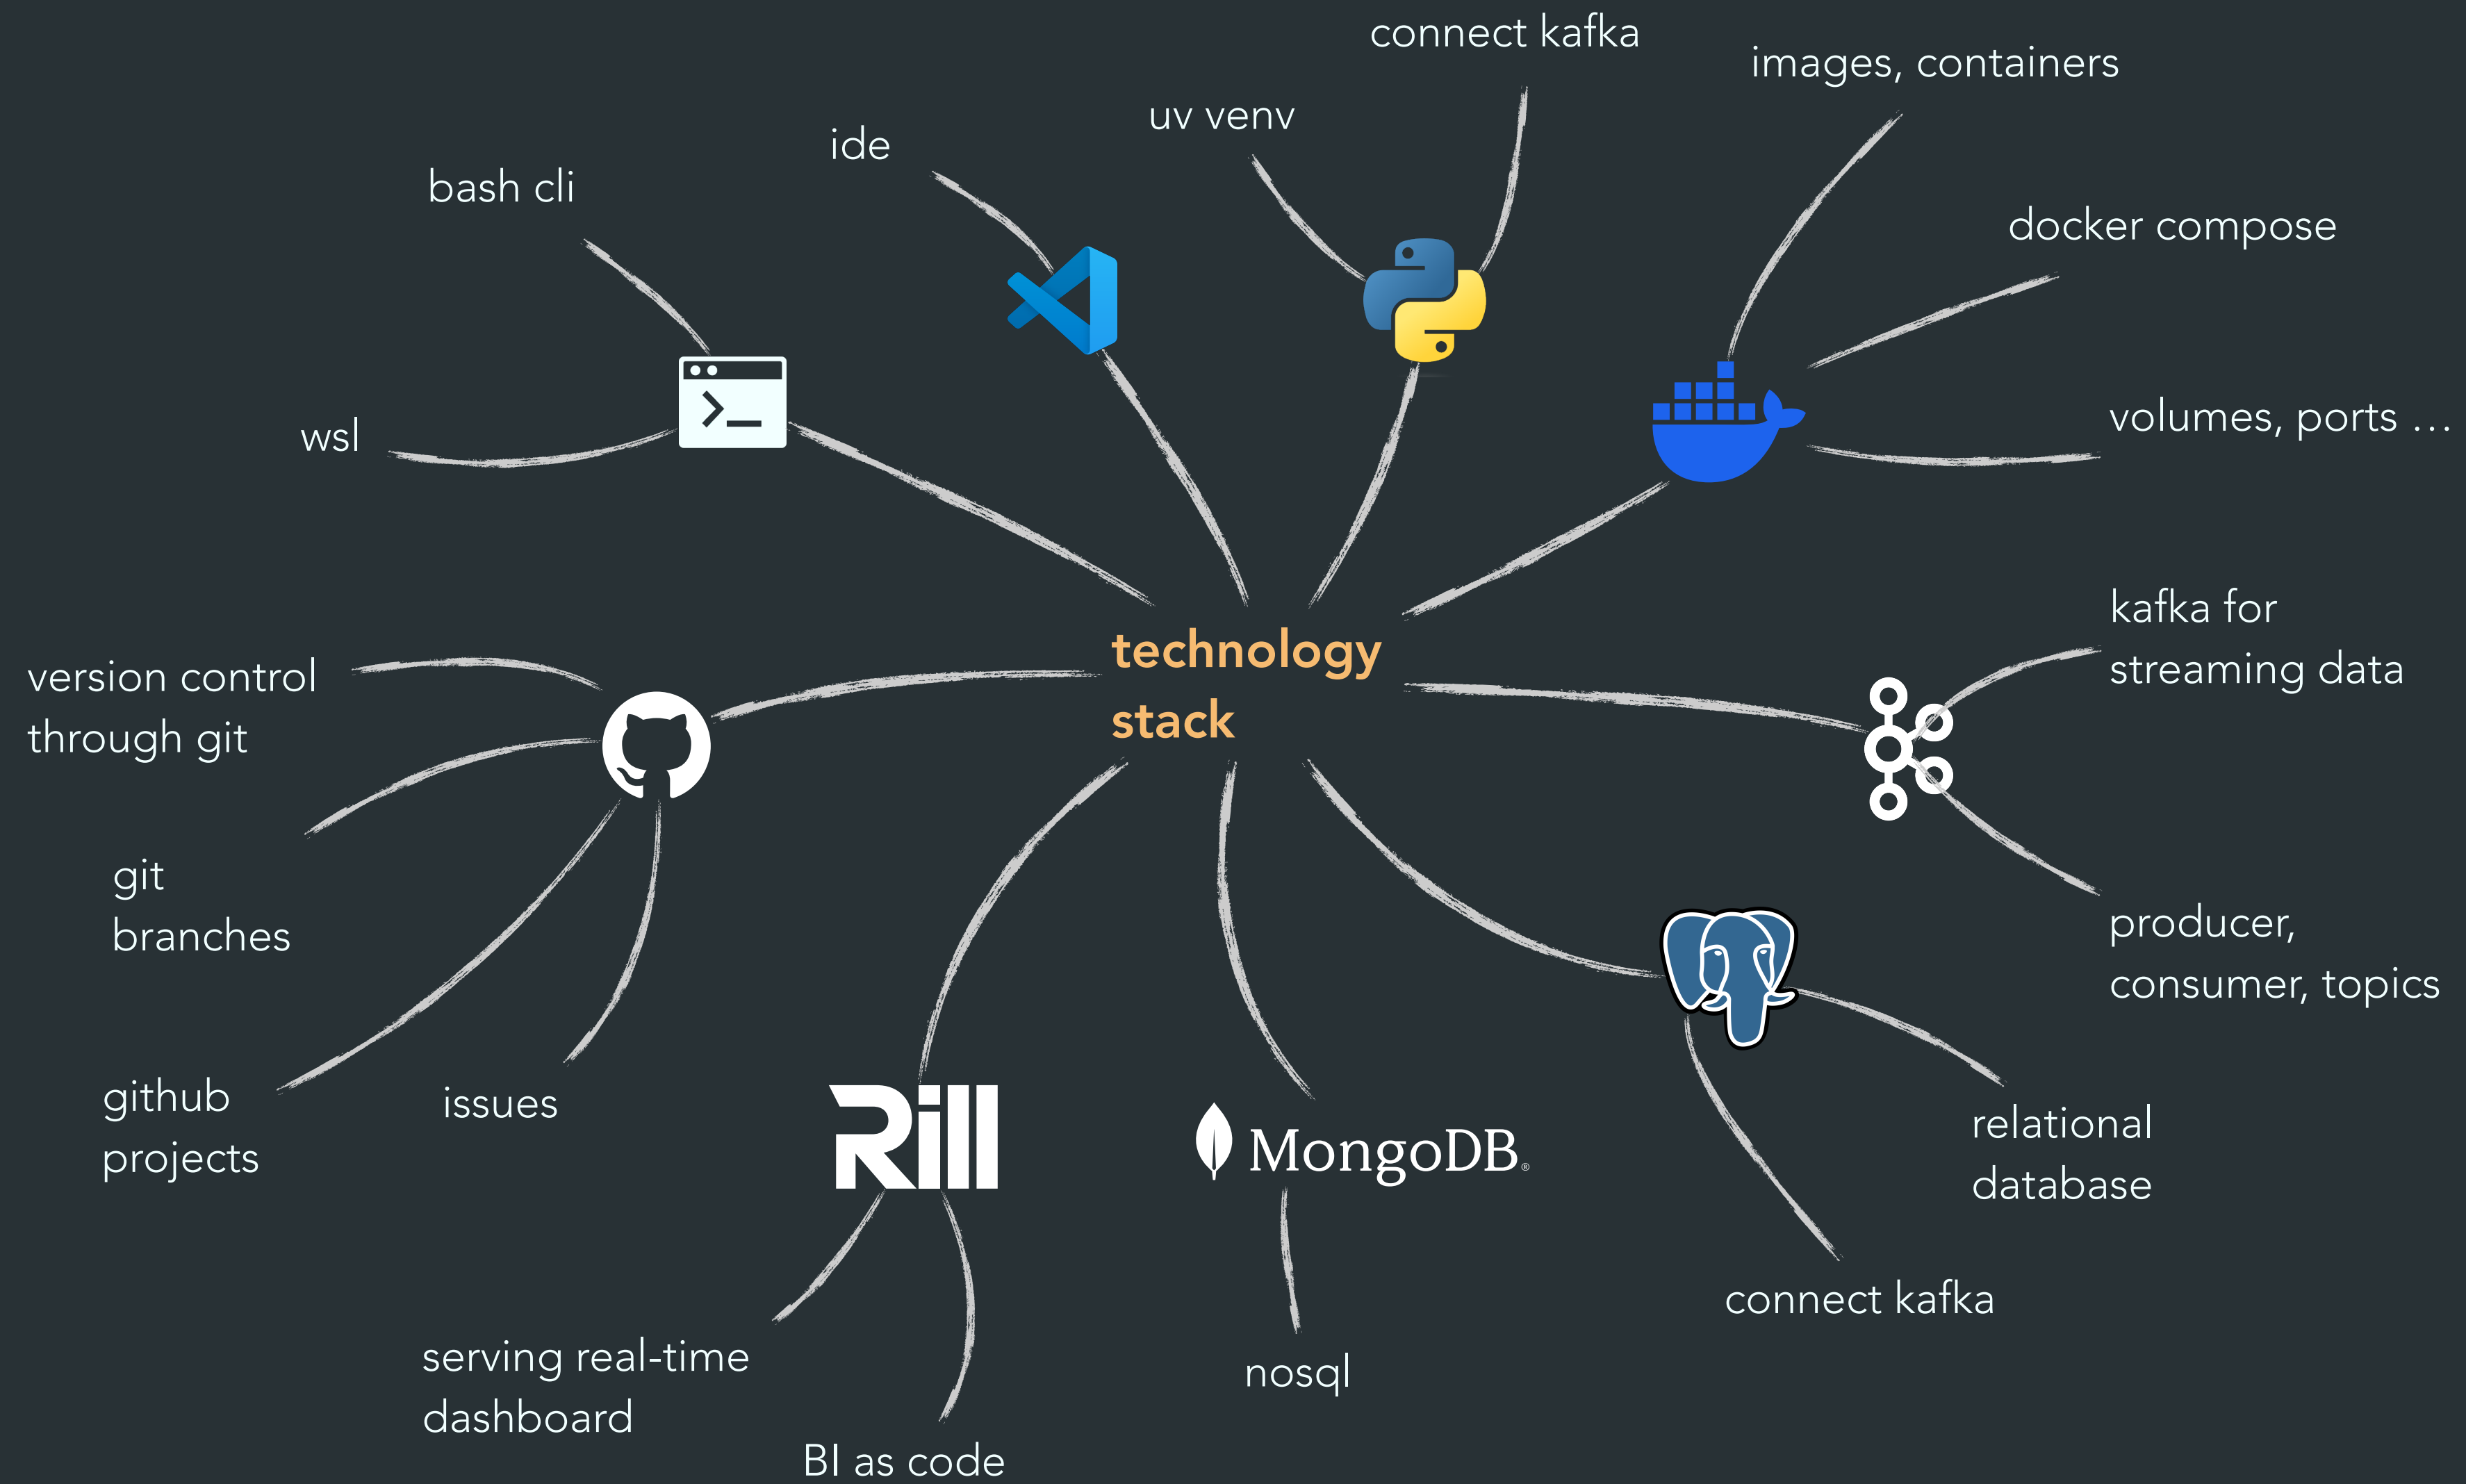 connect kafka
images, containers
uv venv
ide
bash cli
docker compose
volumes, ports ...
wsl
kafka for
streaming data
technology
stack
version control
through git
git
branches
producer,
consumer, topics
github
projects
issues
Rill
MongoDB®
relational
database
connect kafka
serving real-time
dashboard
nosql
BI as code